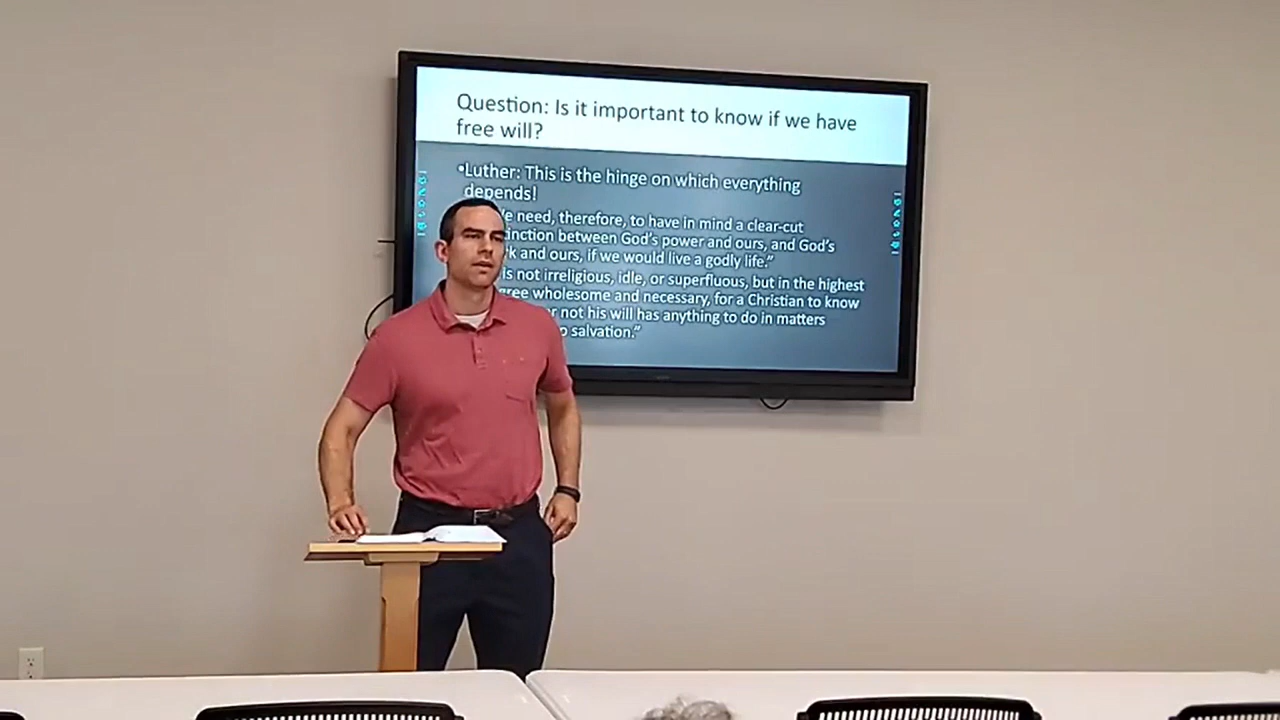 Question: Is it important to know if we have
free will?
•Luther: This is the hinge on which everything
depends!
need, therefore, to have in mind a clear-cut
between God's power and ours, and God's
and ours, if we would live a godly life."
is not irreligious, idle, or superfluous, but in the highest
wholesome and necessary, for a Christian to know
not his will has anything to do in matters
salvation."